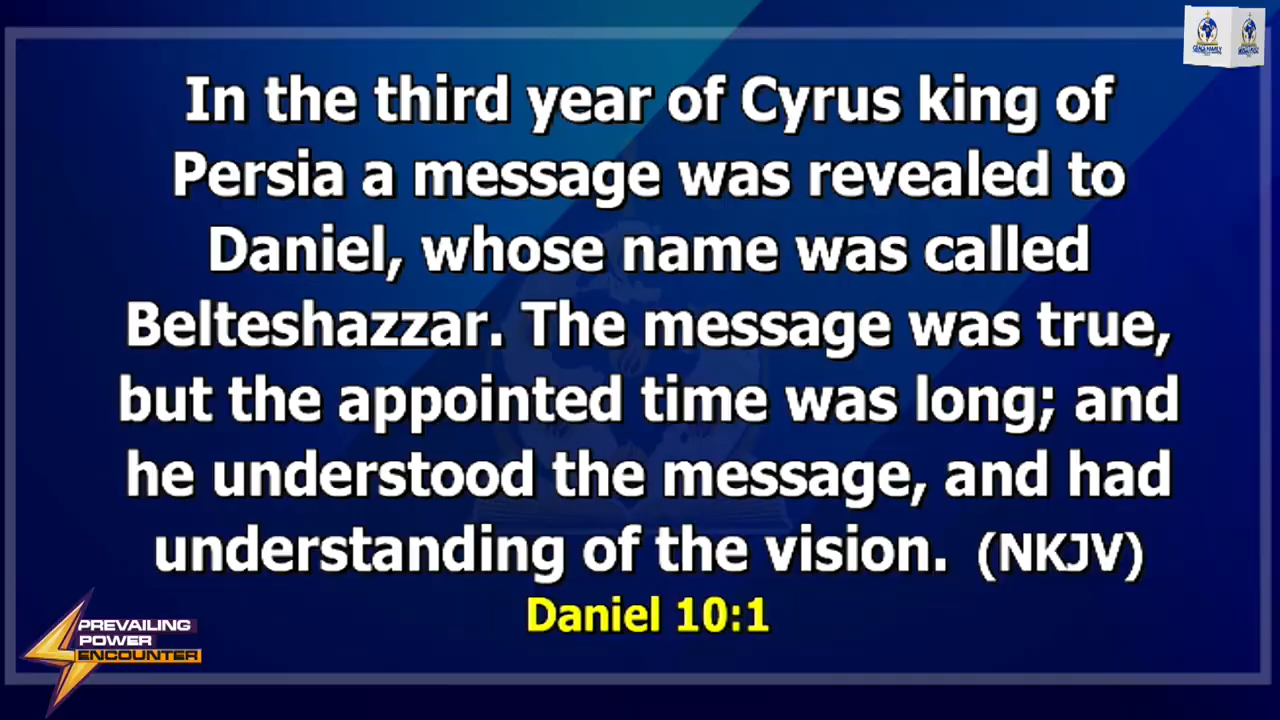 In the third year of Cyrus king of
Persia a message was revealed to
Daniel, whose name was called
Belteshazzar. The message was true,
but the appointed time was long; and
he understood the message, and had
understanding of the vision. (NKJV)
Daniel 10:1
PREVAILING
POWER
ENCOUNTER